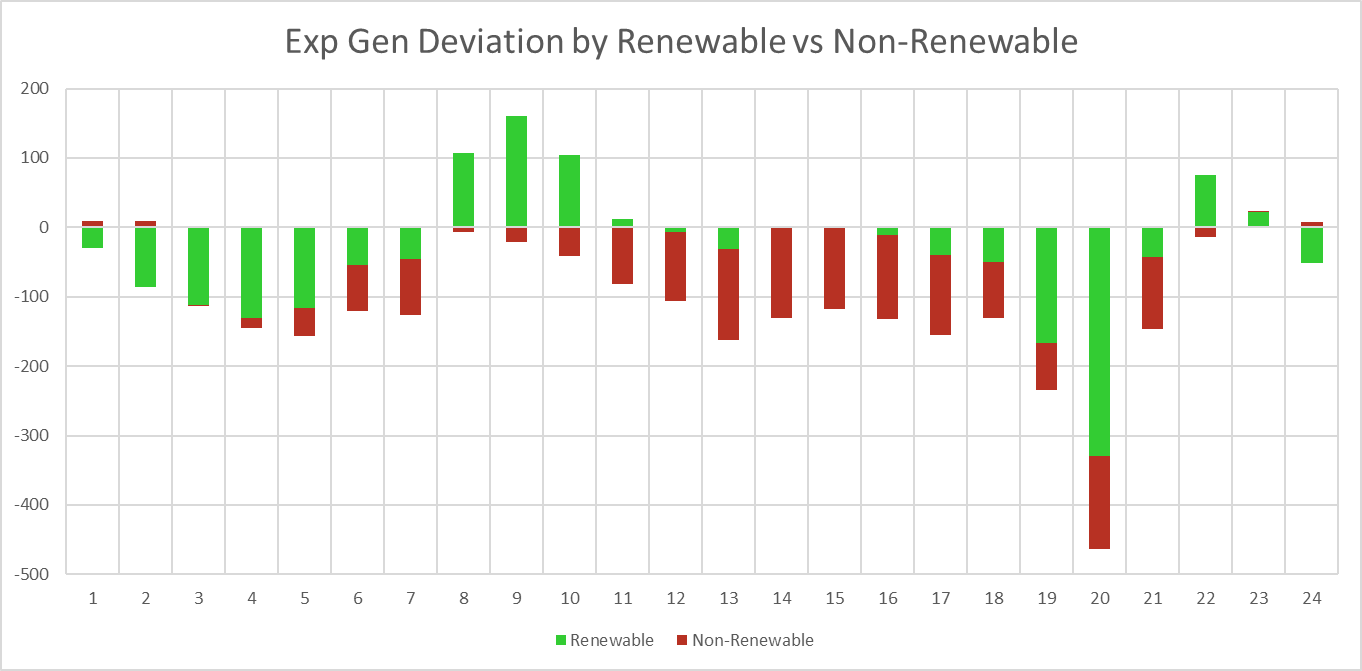 Exp Gen Deviation by Renewable vs Non-Renewable
200
100
0
-100
-200
-300
-400
-500
1 2 3 4 5 6 7 8 9 10 11 12 13 14 15 16 17 18 19 20 21 22 23 24
Renewable Non-Renewable